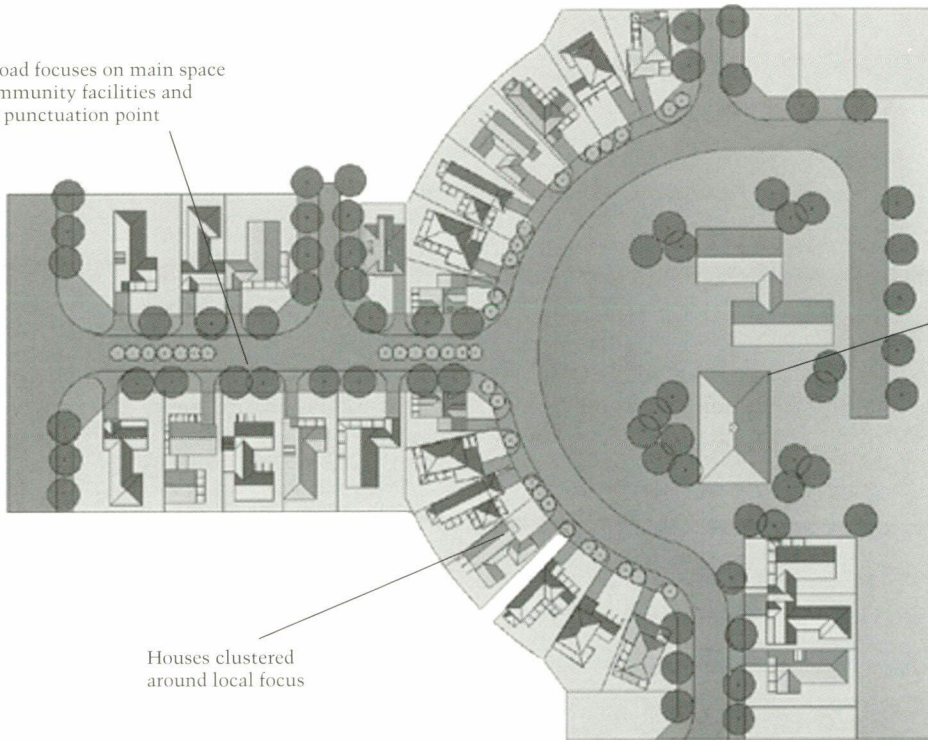 oad focuses on main space
mmunity facilities and
punctuation point
Houses clustered
around local focus